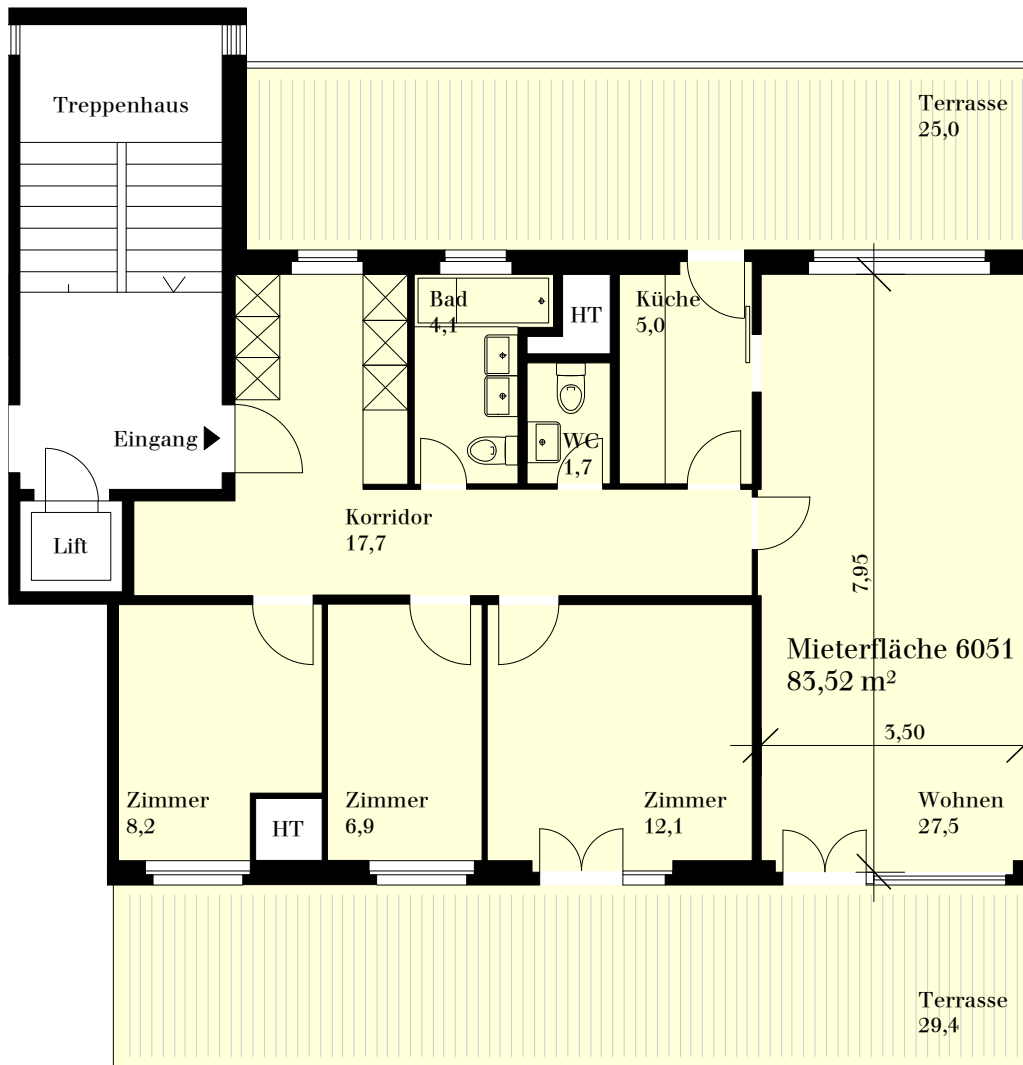 Treppenhaus
Terrasse
25,0
Bad
4,1
HT
Küche
5,0
Eingang
WC
1,7
Korridor
17,7
Lift
7,95
Mieterfläche 6051
83,52 m²
3,50
Zimmer
8,2
HT
Zimmer
6,9
Zimmer
12,1
Wohnen
27,5
Terrasse
29,4